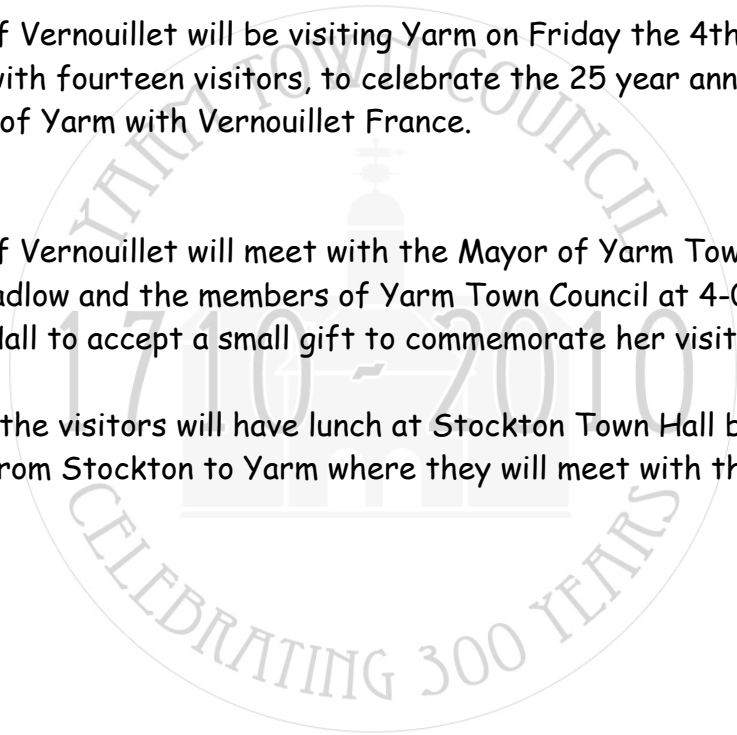 f Vernouillet will be visiting Yarm on Friday the 4th
with fourteen visitors, to celebrate the 25 year ann
of Yarm with Vernouillet France.
f Vernouillet will meet with the Mayor of Yarm Tow
adlow and the members of Yarm Town Council at 4-0
Hall to accept a small gift to commemorate her visit
the visitors will have lunch at Stockton Town Hall b
rom Stockton to Yarm where they will meet with th
YARM TOWN COUNCIL
1710 - 2010
CELEBRATING 300 YEARS